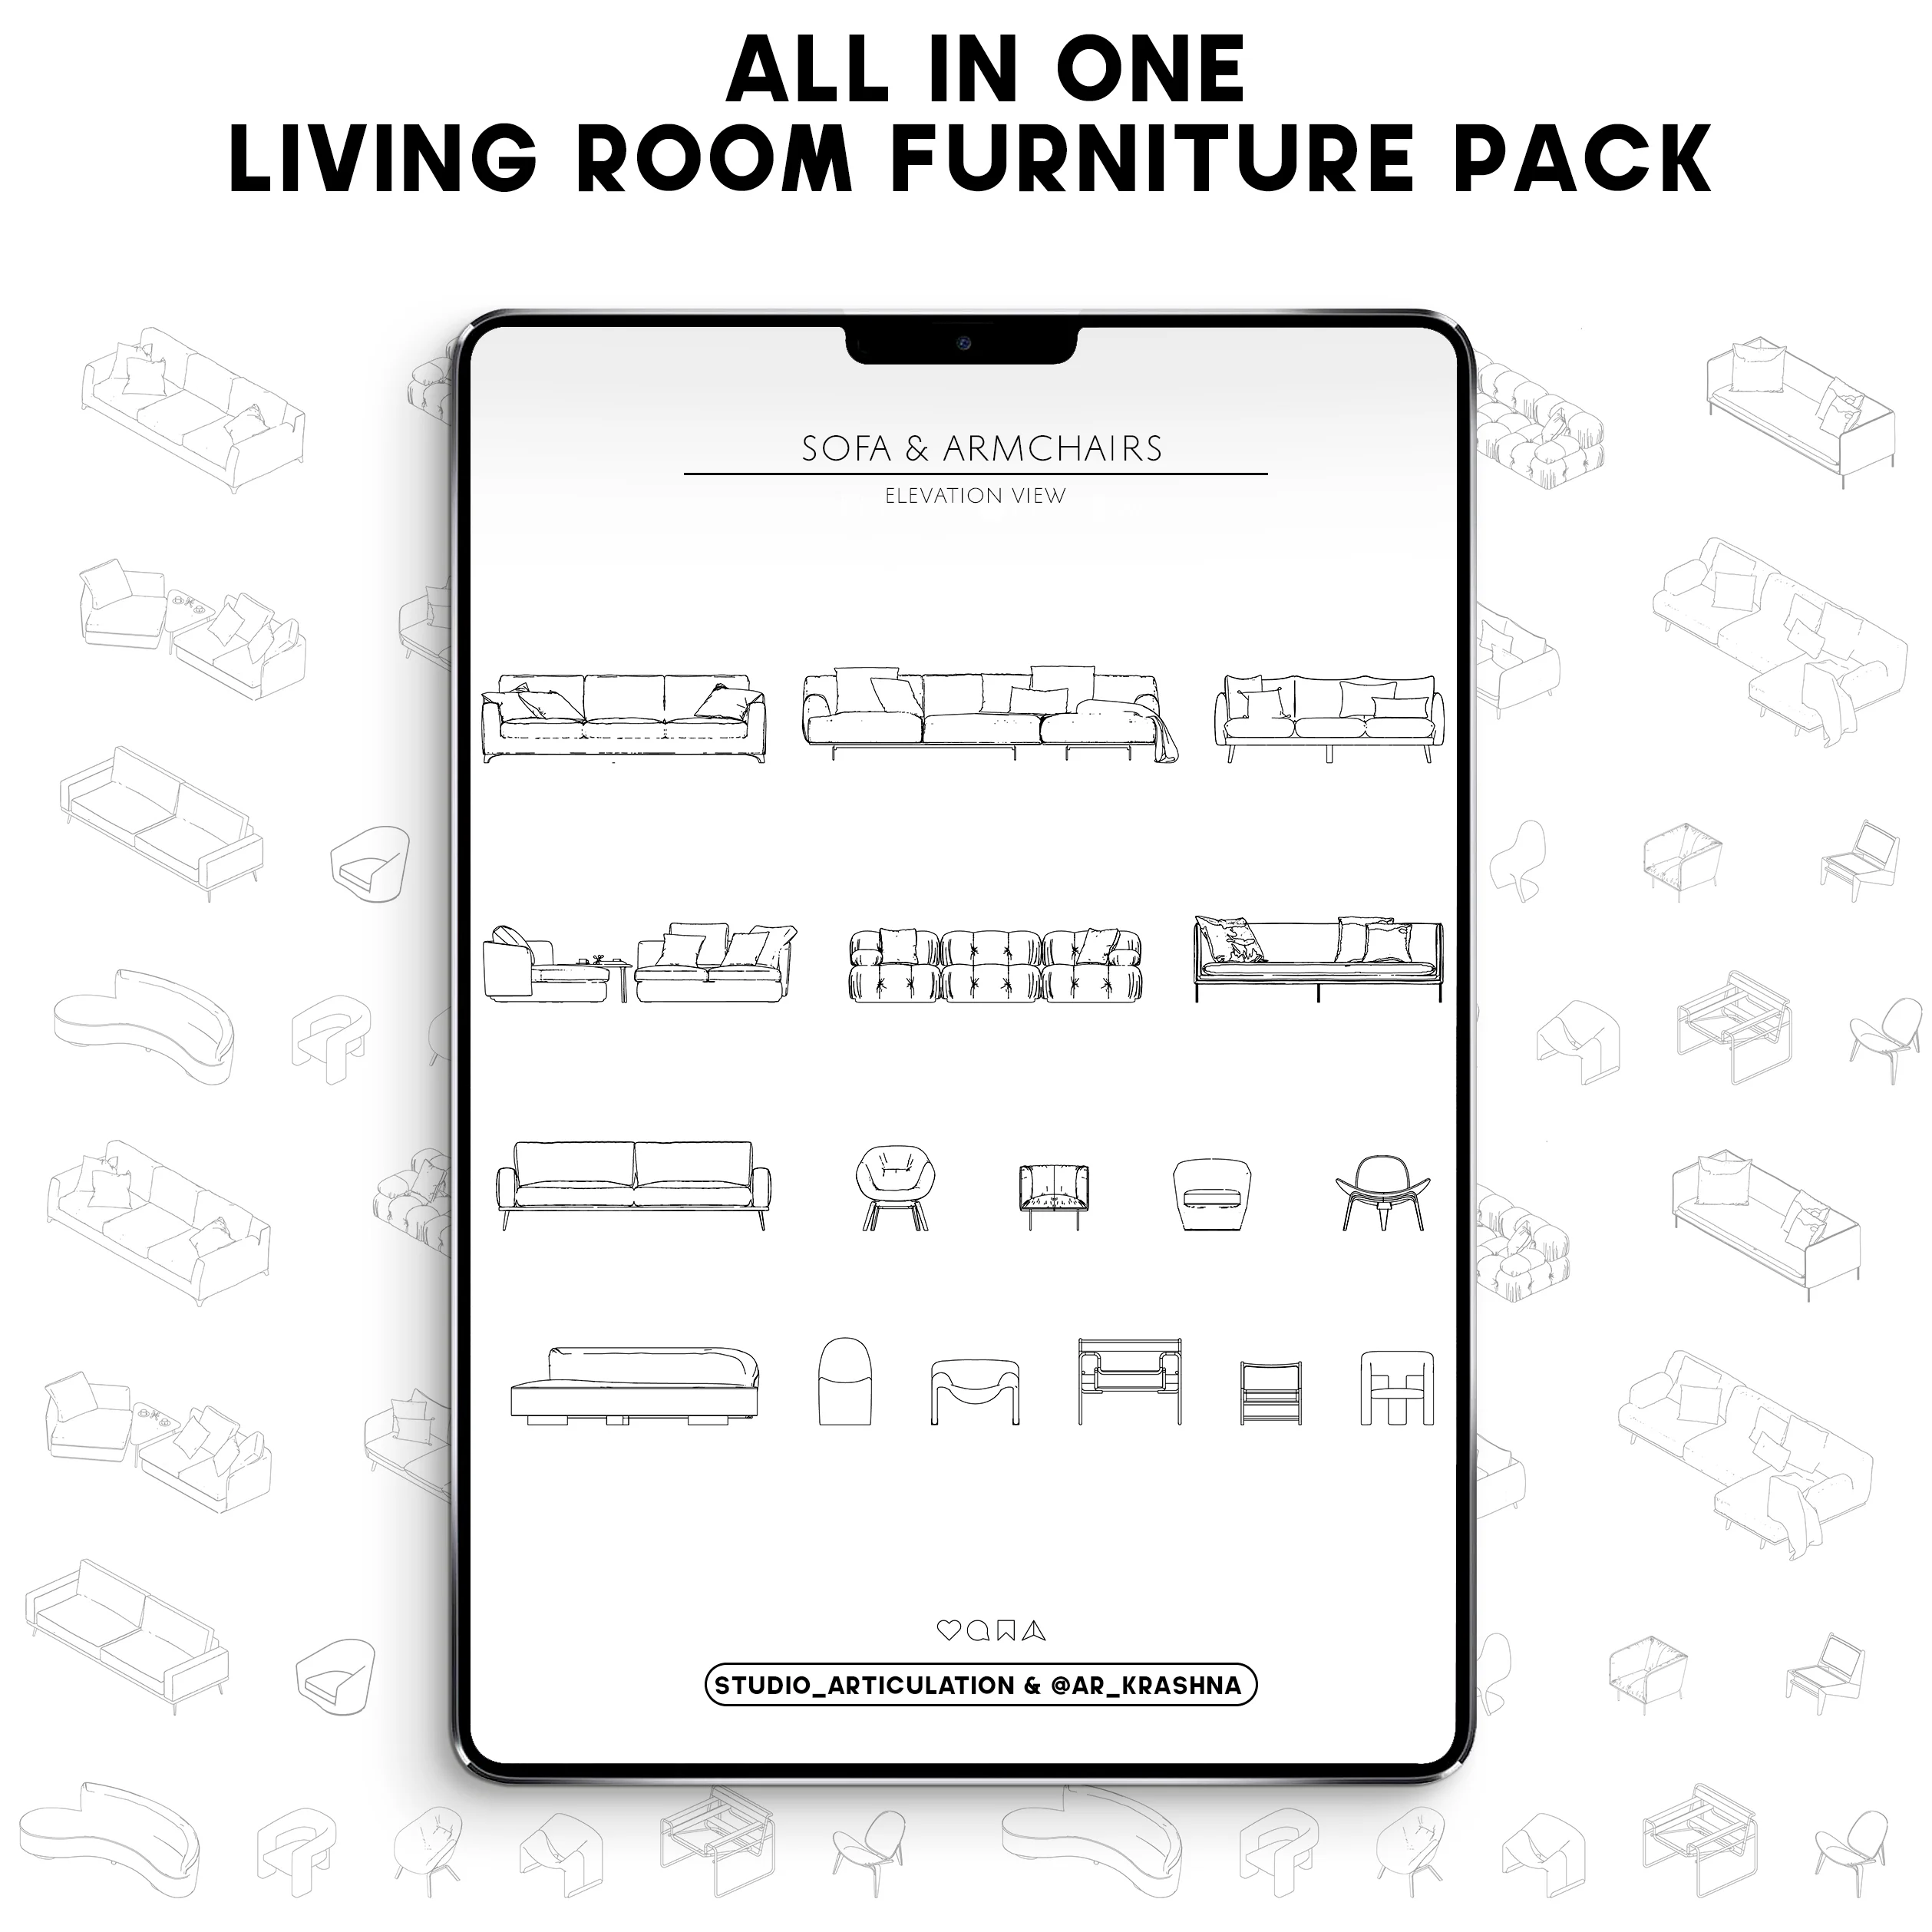 ALL IN ONE
LIVING ROOM FURNITURE PACK
SOFA & ARMCHAIRS
ELEVATION VIEW
STUDIO_ARTICULATION & @AR_KRASHNA